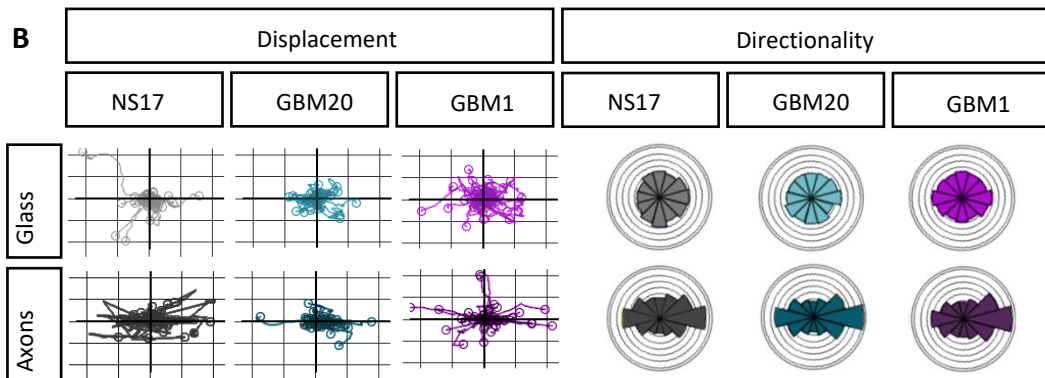 B
Displacement
Directionality
NS17
GBM20
GBM1
NS17
GBM20
GBM1
Glass
Axons